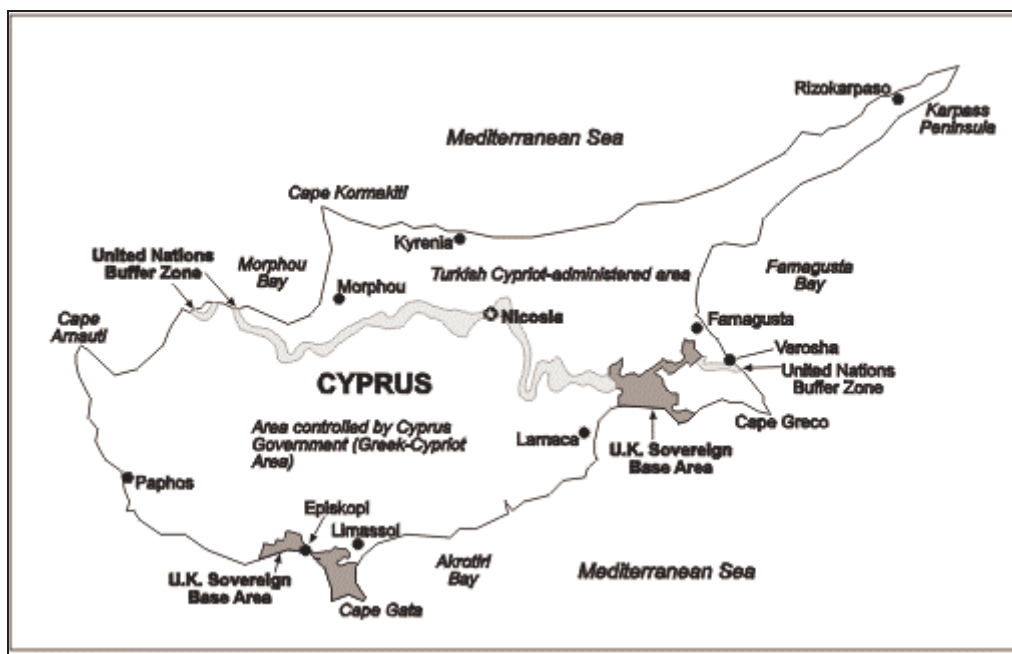 Rizokarpaso
Karpass
Peninsula
Mediterranean Sea
Cape Kormakiti
Kyrenia
United Nations
Buffer Zone
Morphou
Bay
Turkish Cypriot-administered area
Famagusta
Bay
Morphou
Nicosia
Cape
Arnauti
Famagusta
Varosha
United Nations
Buffer Zone
CYPRUS
Cape Greco
Area controlled by Cyprus
Government (Greek-Cypriot
Area)
Larnaca
U.K. Sovereign
Base Area
Paphos
Episkopi
Limassol
Akrotiri
Bay
Mediterranean Sea
U.K. Sovereign
Base Area
Cape Gata